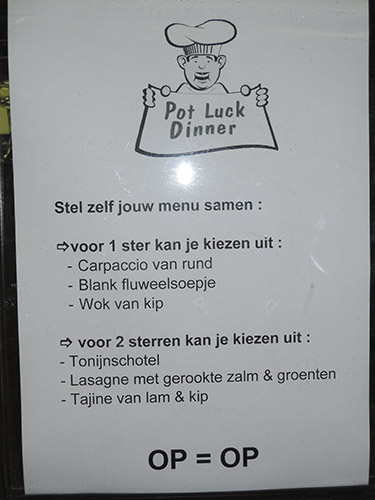 Pot Luck
Dinner
Stel zelf jouw menu samen :
⇨voor 1 ster kan je kiezen uit :
- Carpaccio van rund
- Blank fluweelsoepje
- Wok van kip
⇨ voor 2 sterren kan je kiezen uit :
- Tonijnschotel
- Lasagne met gerookte zalm & groenten
- Tajine van lam & kip
OP = OP